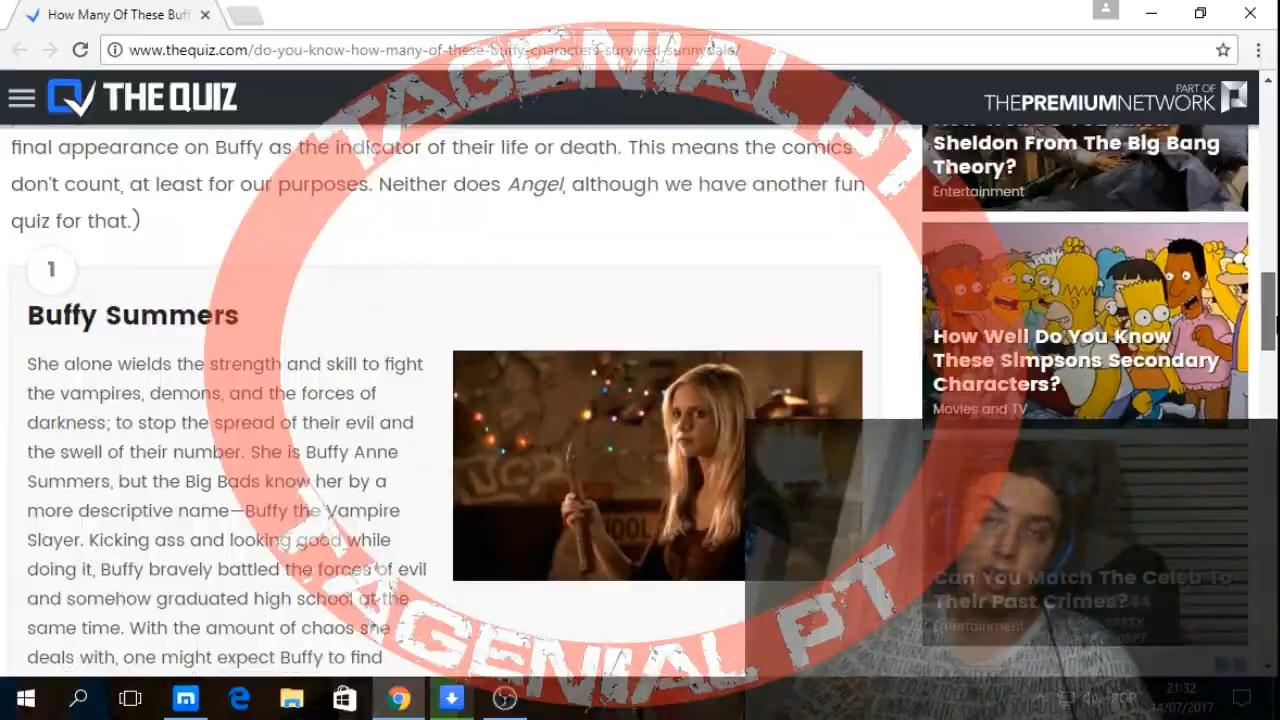 How Many Of These Buff
www.thequiz.com/do-you-know-how-many-of-these-buffy-characters-survived-sunnydale/
THE QUIZ
PART OF
THEPREMIUMNETWORK
TAGENIAL PT
final appearance on Buffy as the indicator of their life or death. This means the comics
don't count, at least for our purposes. Neither does Angel, although we have another fun
quiz for that.)
1
Buffy Summers
She alone wields the strength and skill to fight
the vampires, demons, and the forces of
darkness; to stop the spread of their evil and
the swell of their number. She is Buffy Anne
Summers, but the Big Bads know her by a
more descriptive name—Buffy the Vampire
Slayer. Kicking ass and looking good while
doing it, Buffy bravely battled the forces of evil
and somehow graduated high school at the
same time. With the amount of chaos she
deals with, one might expect Buffy to find
Sheldon From The Big Bang
Theory?
Entertainment
How Well Do You Know
These Simpsons Secondary
Characters?
Movies and TV
Can You Match The Celeb To
Their Past Crimes?
Entertainment
TAGENIAL PT
POR
21:32
14/07/2017